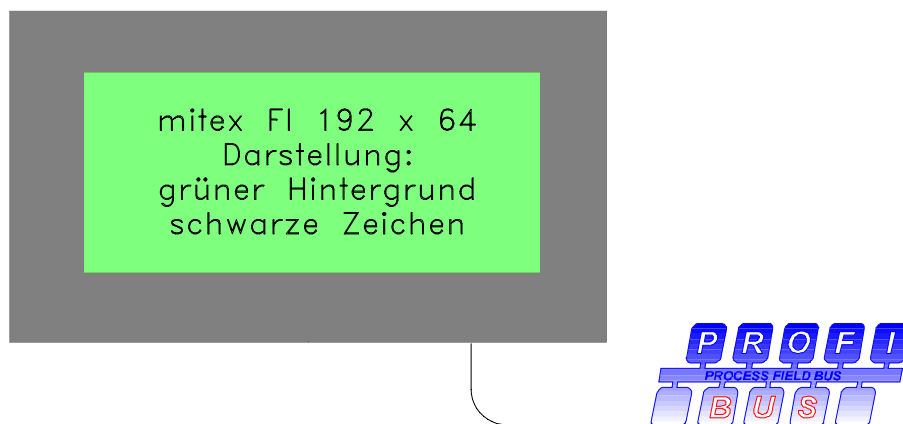 mitex FI 192 x 64
Darstellung:
grüner Hintergrund
schwarze Zeichen
PROFI
PROCESS FIELD BUS
BUS